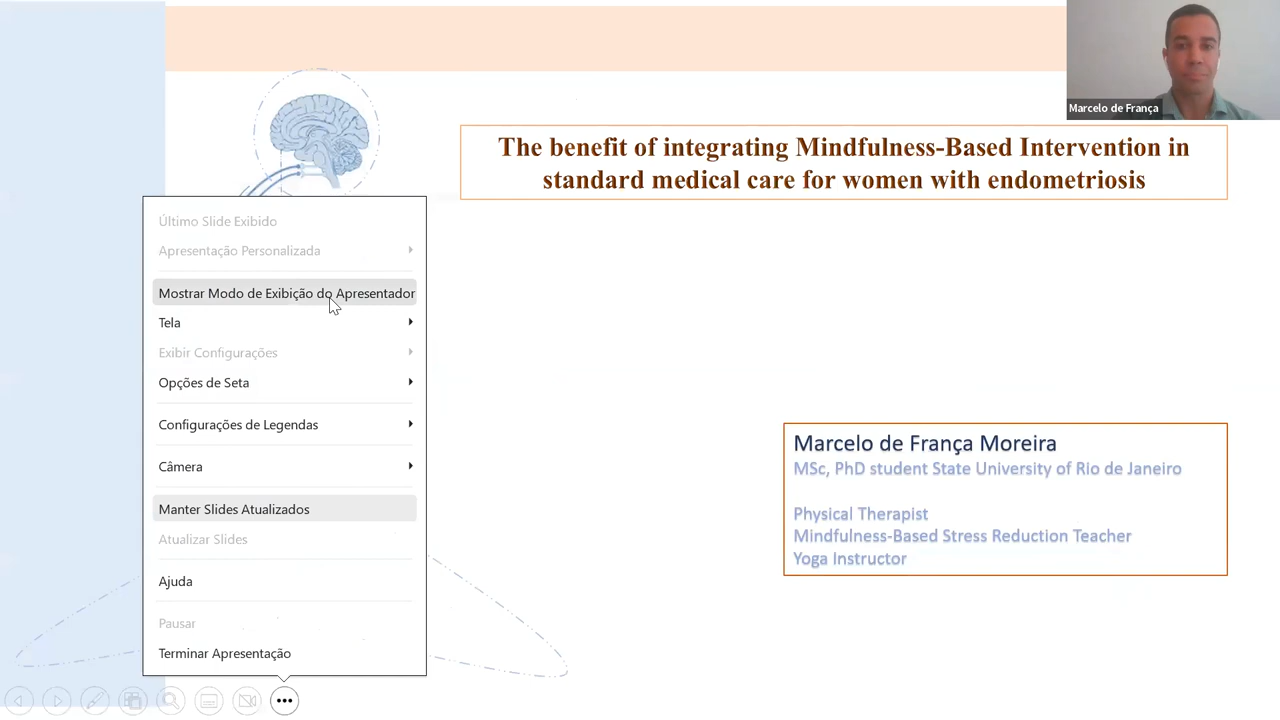 Marcelo de França
The benefit of integrating Mindfulness-Based Intervention in
standard medical care for women with endometriosis
Último Slide Exibido
Apresentação Personalizada
Mostrar Modo de Exibição do Apresentador
Tela
Exibir Configurações
Opções de Seta
Configurações de Legendas
Câmera
Manter Slides Atualizados
Atualizar Slides
Ajuda
Pausar
Terminar Apresentação
Marcelo de França Moreira
MSc, PhD student State University of Rio de Janeiro
Physical Therapist
Mindfulness-Based Stress Reduction Teacher
Yoga Instructor